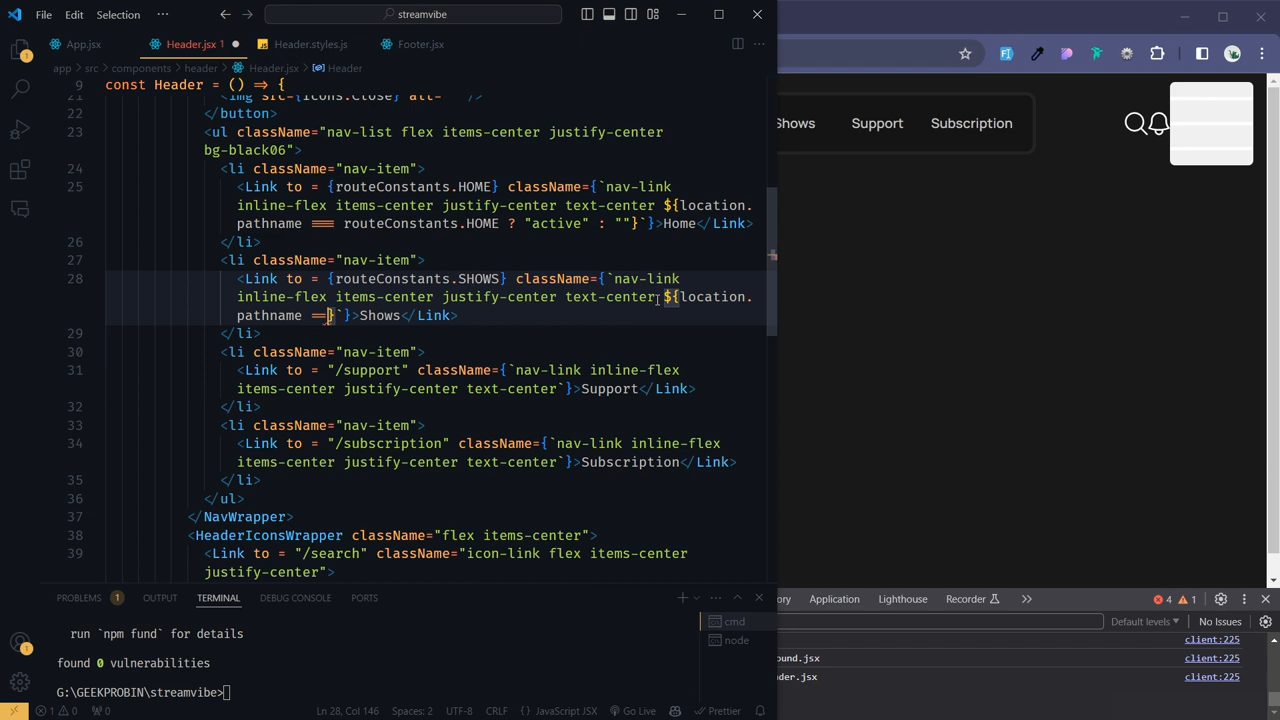 File Edit Selection ··· streamvibe
App.jsx Header.jsx 1 Header.styles.js Footer.jsx
app > src > components > header > Header.jsx > Header
9 const Header = () => {
21 <img src={Icons.Close} alt= "" />
22 </button>
23 <ul className="nav-list flex items-center justify-center
bg-black06">
24 <li className="nav-item">
25 <Link to = {routeConstants.HOME} className={`nav-link
inline-flex items-center justify-center text-center ${location.
pathname === routeConstants.HOME ? "active" : ""}`}>Home</Link>
26 </li>
27 <li className="nav-item">
28 <Link to = {routeConstants.SHOWS} className={`nav-link
inline-flex items-center justify-center text-center ${location.
pathname ==}`}>Shows</Link>
29 </li>
30 <li className="nav-item">
31 <Link to = "/support" className={`nav-link inline-flex
items-center justify-center text-center`}>Support</Link>
32 </li>
33 <li className="nav-item">
34 <Link to = "/subscription" className={`nav-link inline-flex
items-center justify-center text-center`}>Subscription</Link>
35 </li>
36 </ul>
37 </NavWrapper>
38 <HeaderIconsWrapper className="flex items-center">
39 <Link to = "/search" className="icon-link flex items-center
justify-center">
PROBLEMS 1 OUTPUT TERMINAL DEBUG CONSOLE PORTS
run `npm fund` for details
found 0 vulnerabilities
G:\GEEKPROBIN\streamvibe>
cmd
node
1 0 0 Ln 28, Col 146 Spaces: 2 UTF-8 CRLF {} JavaScript JSX Go Live Prettier
Shows Support Subscription
Application Lighthouse Recorder 4 1
Default levels No Issues
client:225
ound.jsx client:225
der.jsx client:225